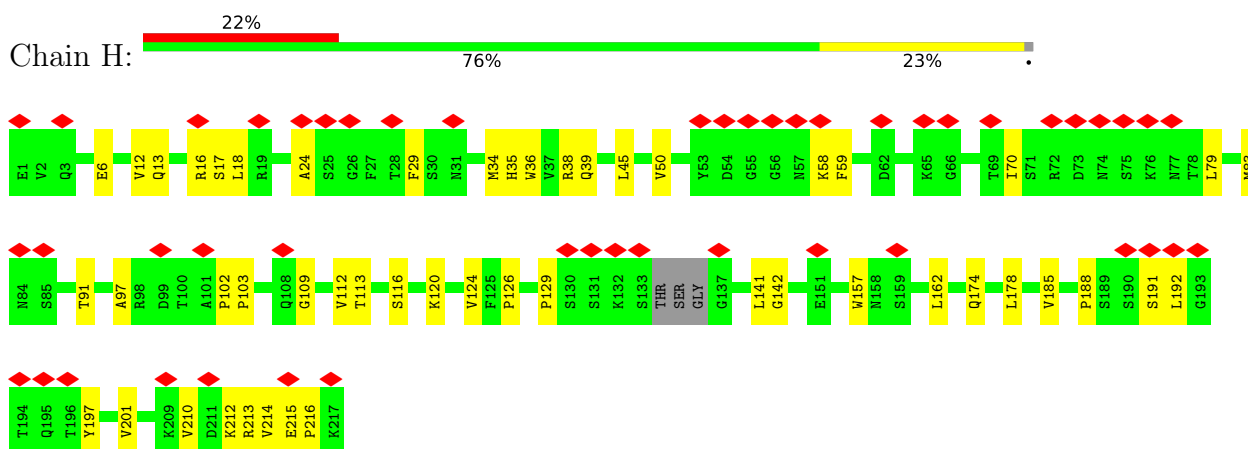 22%
Chain H:
76% 23% •
E1 V2 Q3 E6 V12 Q13 R16 S17 L18 R19 A24 S25 G26 F27 T28 F29 S30 N31 M34 H35 W36 V37 R38 Q39 L45 V50 Y53 D54 G55 G56 N57 K58 F59 D62 K65 G66 T69 I70 S71 R72 D73 N74 S75 K76 N77 T78 L79
N84 S85 T91 A97 R98 D99 T100 A101 P102 P103 Q108 G109 V112 T113 S116 K120 V124 F125 P126 P129 S130 S131 K132 S133 THR SER GLY G137 L141 G142 E151 W157 N158 S159 L162 Q174 L178 V185 P188 S189 S190 S191 L192 G193
T194 Q195 T196 Y197 V201 K209 V210 D211 K212 R213 V214 E215 P216 K217